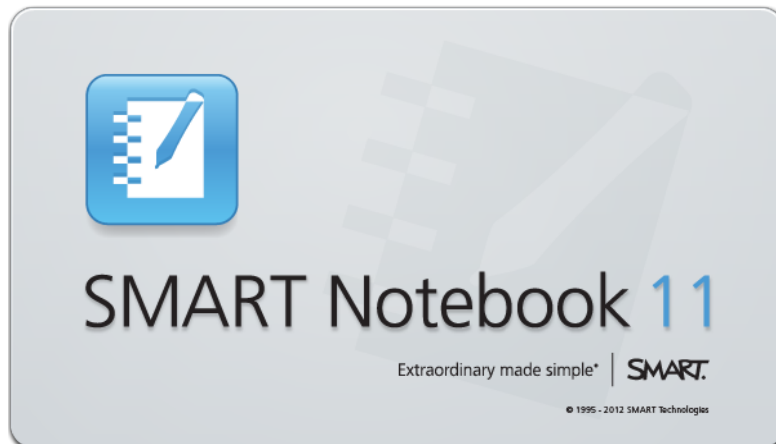 SMART Notebook 11
Extraordinary made simple* SMART.
© 1995 - 2012 SMART Technologies